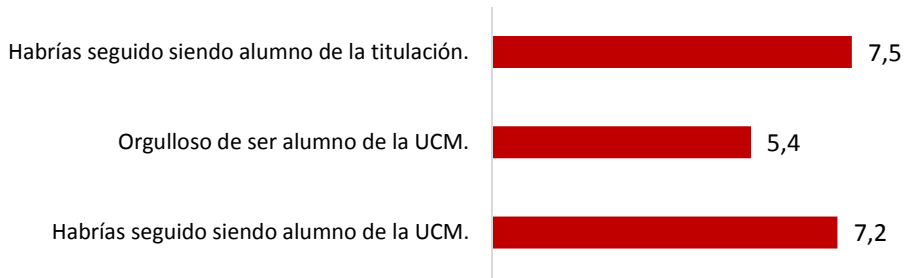 Habrías seguido siendo alumno de la titulación.
7,5
Orgulloso de ser alumno de la UCM.
5,4
Habrías seguido siendo alumno de la UCM.
7,2